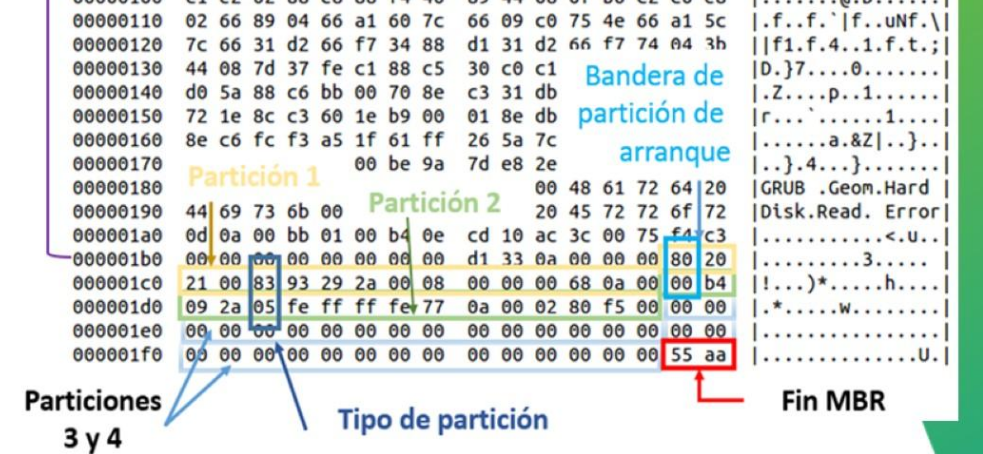 00000110 02 66 89 04 66 a1 60 7c 66 09 c0 75 4e 66 a1 5c |.f..f.`|f..uNf.\|
00000120 7c 66 31 d2 66 f7 34 88 d1 31 d2 66 f7 74 04 3b ||f1.f.4..1.f.t.;|
00000130 44 08 7d 37 fe c1 88 c5 30 c0 c1 |D.}7....0.......|
00000140 d0 5a 88 c6 bb 00 70 8e c3 31 db |.Z....p..1......|
00000150 72 1e 8c c3 60 1e b9 00 01 8e db |r...`......1....|
00000160 8e c6 fc f3 a5 1f 61 ff 26 5a 7c |......a.&Z|..}..|
00000170 00 be 9a 7d e8 2e |..}.4...}.......|
00000180 00 48 61 72 64 20 |GRUB .Geom.Hard |
00000190 44 69 73 6b 00 20 45 72 72 6f 72 |Disk.Read. Error|
000001a0 0d 0a 00 bb 01 00 b4 0e cd 10 ac 3c 00 75 f4 c3 |...........<.u..|
000001b0 00 00 00 00 00 00 00 00 d1 33 0a 00 00 00 80 20 |.........3..... |
000001c0 21 00 83 93 29 2a 00 08 00 00 00 68 0a 00 00 b4 |!...)*.....h....|
000001d0 09 2a 05 fe ff ff fe 77 0a 00 02 80 f5 00 00 00 |.*.....w........|
000001e0 00 00 00 00 00 00 00 00 00 00 00 00 00 00 00 00 |................|
000001f0 00 00 00 00 00 00 00 00 00 00 00 00 00 00 55 aa |..............U.|
Bandera de
partición de
arranque
Partición 1
Partición 2
Particiones
3 y 4
Tipo de partición
Fin MBR